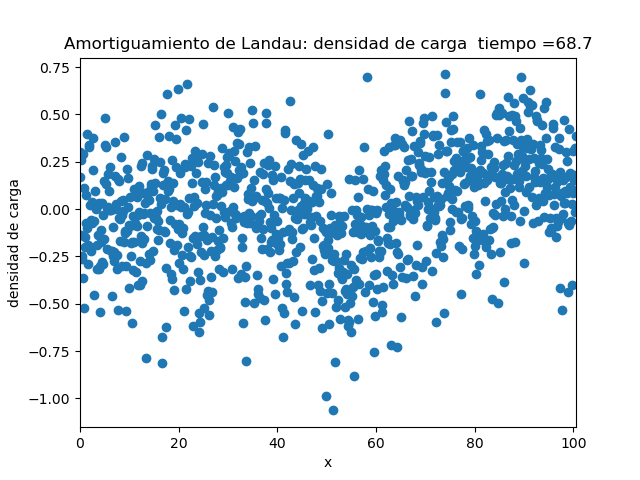 Amortiguamiento de Landau: densidad de carga  tiempo =68.7
0.75
0.50
0.25
0.00
−0.25
−0.50
−0.75
−1.00
densidad de carga
0 20 40 60 80 100
x